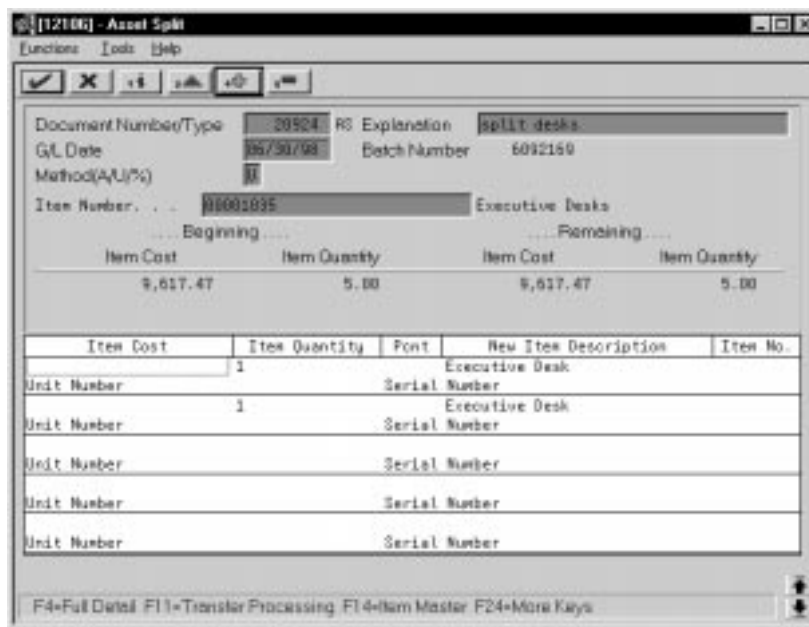 [12106] - Asset Split
Functions Tools Help
Document Number/Type 20924 RS Explanation split desks
G/L Date 06/30/98 Batch Number 6092169
Method(A/U/%) U
Item Number. . . 00001035 Executive Desks
.... Beginning .... .... Remaining ....
Item Cost Item Quantity Item Cost Item Quantity
9,617.47 5.00 9,617.47 5.00
Item Cost Item Quantity Pcnt New Item Description Item No.
1 Executive Desk
Unit Number Serial Number
1 Executive Desk
Unit Number Serial Number
Unit Number Serial Number
Unit Number Serial Number
Unit Number Serial Number
F4=Full Detail F11=Transfer Processing F14=Item Master F24=More Keys